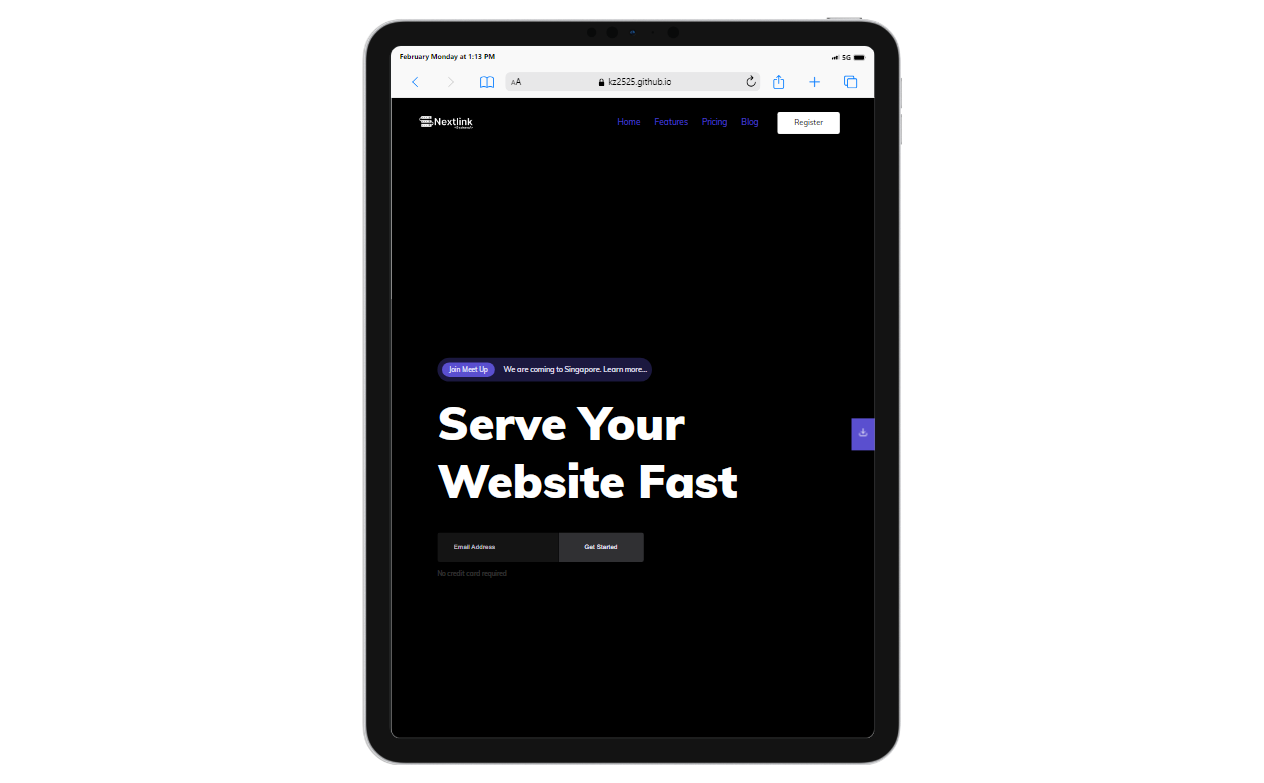 February Monday at 1:13 PM
5G
AA
kz2525.github.io
Nextlink
Home
Features
Pricing
Blog
Register
Join Meet Up
We are coming to Singapore. Learn more...
Serve Your
Website Fast
Email Address
Get Started
No credit card required